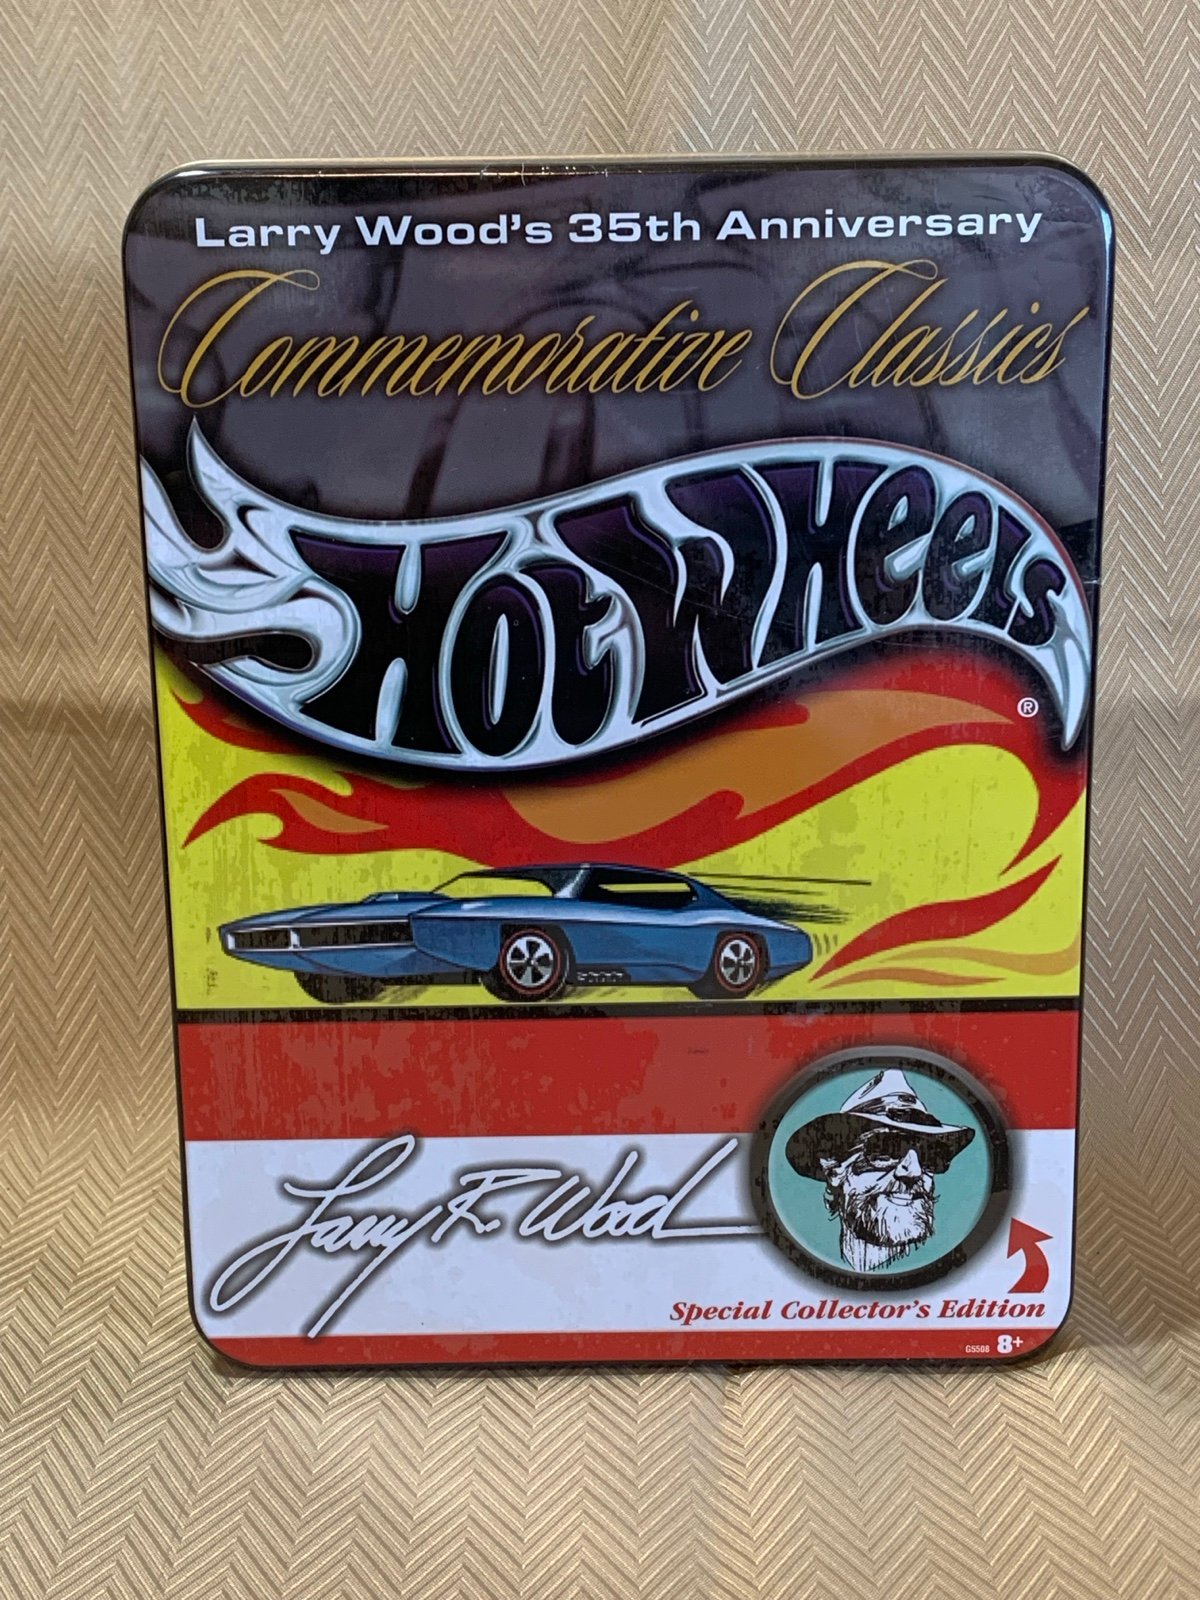 Larry Wood's 35th Anniversary
Commemorative Classics
Hot Wheels
®
Larry R. Wood
Special Collector's Edition
G5508 8+